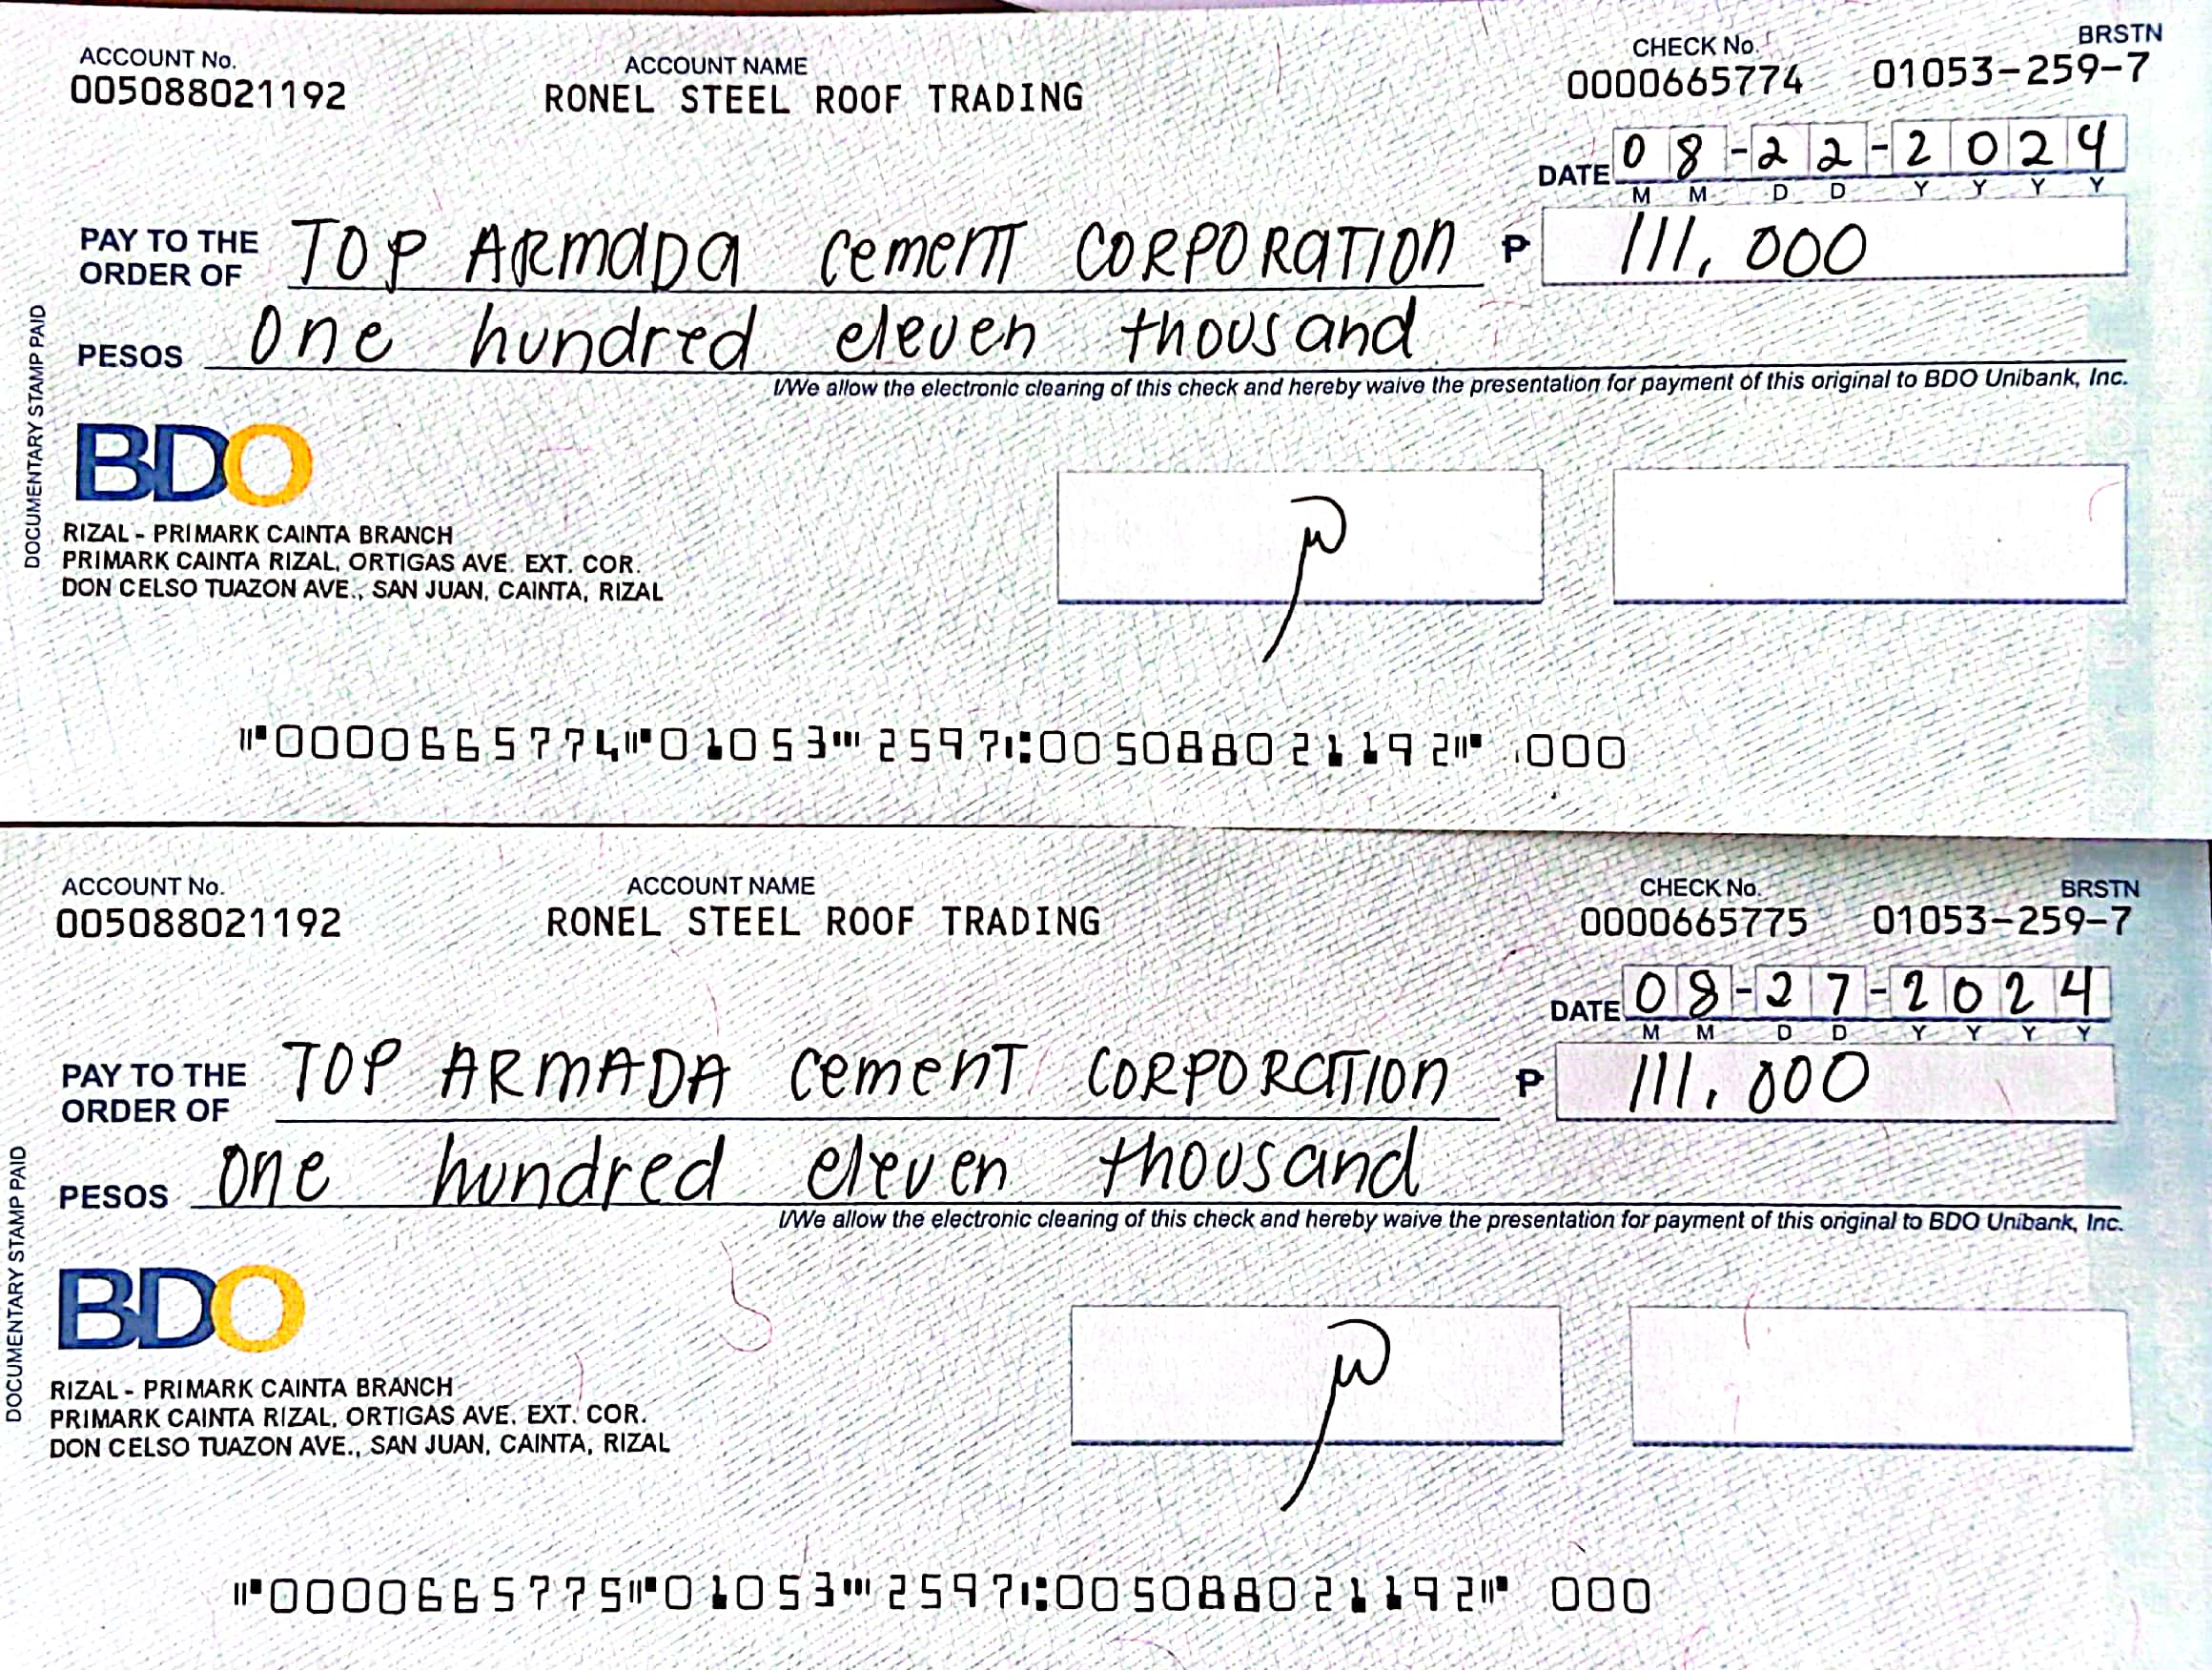 ACCOUNT No. ACCOUNT NAME CHECK No. BRSTN
005088021192 RONEL STEEL ROOF TRADING 0000665774 01053-259-7
DATE 08-22-2024
M M D D Y Y Y Y
PAY TO THE ORDER OF TOP ARMADA cement CORPORATION P 111,000
PESOS One hundred eleven thousand
I/We allow the electronic clearing of this check and hereby waive the presentation for payment of this original to BDO Unibank, Inc.
DOCUMENTARY STAMP PAID
BDO
RIZAL - PRIMARK CAINTA BRANCH
PRIMARK CAINTA RIZAL, ORTIGAS AVE. EXT. COR.
DON CELSO TUAZON AVE., SAN JUAN, CAINTA, RIZAL
⑈0000665774⑈01053⑉2597⑆005088021192⑈ 000
ACCOUNT No. ACCOUNT NAME CHECK No. BRSTN
005088021192 RONEL STEEL ROOF TRADING 0000665775 01053-259-7
DATE 08-27-2024
M M D D Y Y Y Y
PAY TO THE ORDER OF TOP ARMADA cement CORPORATION P 111,000
PESOS One hundred eleven thousand
I/We allow the electronic clearing of this check and hereby waive the presentation for payment of this original to BDO Unibank, Inc.
DOCUMENTARY STAMP PAID
BDO
RIZAL - PRIMARK CAINTA BRANCH
PRIMARK CAINTA RIZAL, ORTIGAS AVE. EXT. COR.
DON CELSO TUAZON AVE., SAN JUAN, CAINTA, RIZAL
⑈0000665775⑈01053⑉2597⑆005088021192⑈ 000